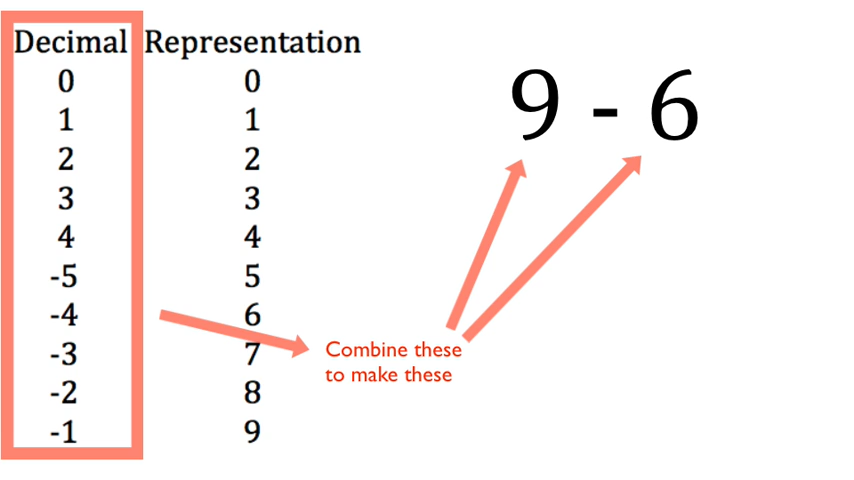 Decimal Representation
0 0
1 1
2 2
3 3
4 4
-5 5
-4 6
-3 7
-2 8
-1 9
9 - 6
Combine these
to make these